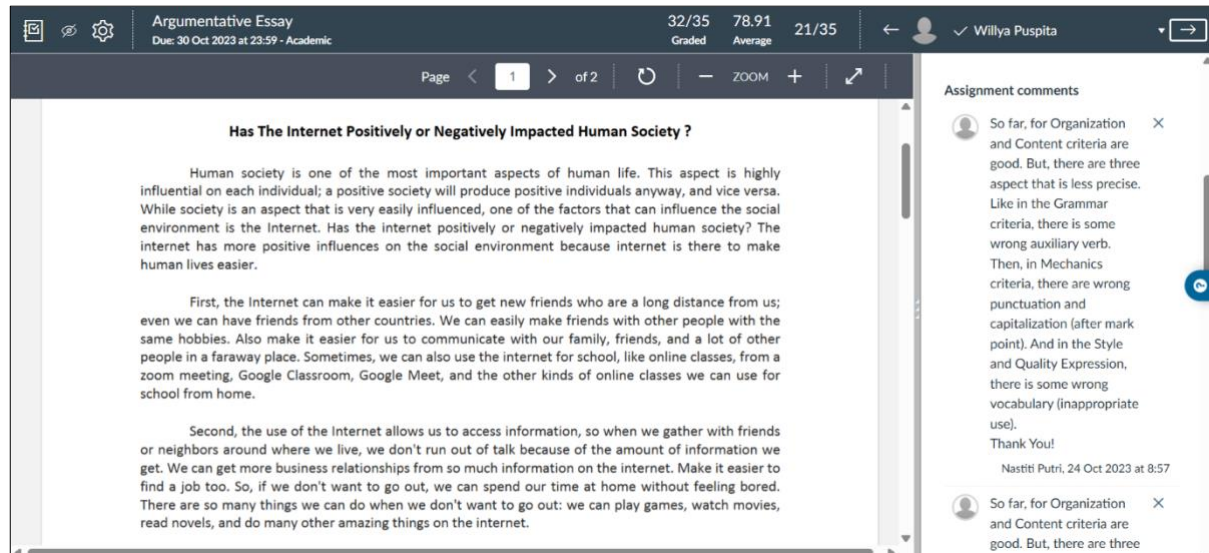 Argumentative Essay
Due: 30 Oct 2023 at 23:59 - Academic
32/35
Graded
78.91
Average
21/35
Willya Puspita
Page
1
of 2
ZOOM
Has The Internet Positively or Negatively Impacted Human Society ?
Human society is one of the most important aspects of human life. This aspect is highly
influential on each individual; a positive society will produce positive individuals anyway, and vice versa.
While society is an aspect that is very easily influenced, one of the factors that can influence the social
environment is the Internet. Has the internet positively or negatively impacted human society? The
internet has more positive influences on the social environment because internet is there to make
human lives easier.
First, the Internet can make it easier for us to get new friends who are a long distance from us;
even we can have friends from other countries. We can easily make friends with other people with the
same hobbies. Also make it easier for us to communicate with our family, friends, and a lot of other
people in a faraway place. Sometimes, we can also use the internet for school, like online classes, from a
zoom meeting, Google Classroom, Google Meet, and the other kinds of online classes we can use for
school from home.
Second, the use of the Internet allows us to access information, so when we gather with friends
or neighbors around where we live, we don't run out of talk because of the amount of information we
get. We can get more business relationships from so much information on the internet. Make it easier to
find a job too. So, if we don't want to go out, we can spend our time at home without feeling bored.
There are so many things we can do when we don't want to go out: we can play games, watch movies,
read novels, and do many other amazing things on the internet.
Assignment comments
So far, for Organization
and Content criteria are
good. But, there are three
aspect that is less precise.
Like in the Grammar
criteria, there is some
wrong auxiliary verb.
Then, in Mechanics
criteria, there are wrong
punctuation and
capitalization (after mark
point). And in the Style
and Quality Expression,
there is some wrong
vocabulary (inappropriate
use).
Thank You!
Nastiti Putri, 24 Oct 2023 at 8:57
So far, for Organization
and Content criteria are
good. But, there are three